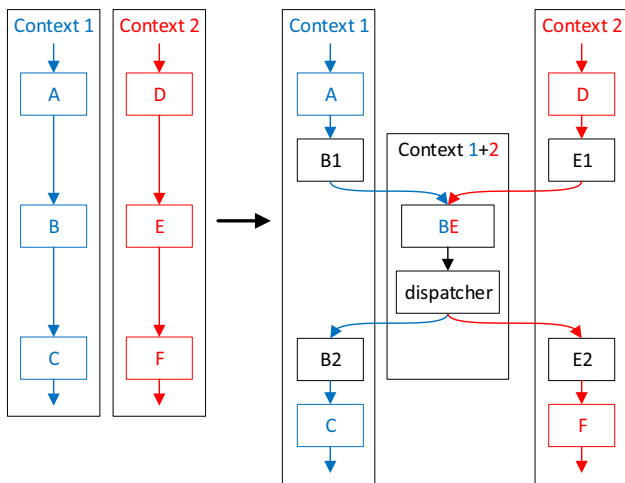 Context 1
A
B
C
Context 2
D
E
F
Context 1
A
B1
Context 1+2
BE
dispatcher
B2
C
Context 2
D
E1
E2
F